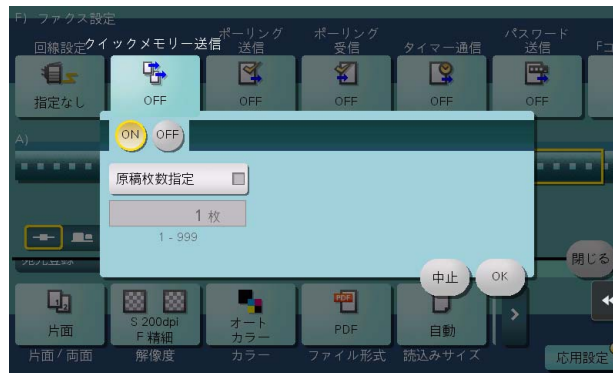 F) ファクス設定
回線設定
クイックメモリー送信
ポーリング
送信
ポーリング
受信
タイマー通信
パスワード
送信
Fコ
指定なし
OFF
OFF
OFF
OFF
OFF
A)
ON
OFF
原稿枚数指定
1 枚
1 - 999
中止
OK
閉じる
片面
S 200dpi
F 精細
オート
カラー
PDF
自動
片面 / 両面
解像度
カラー
ファイル形式
読込みサイズ
応用設定